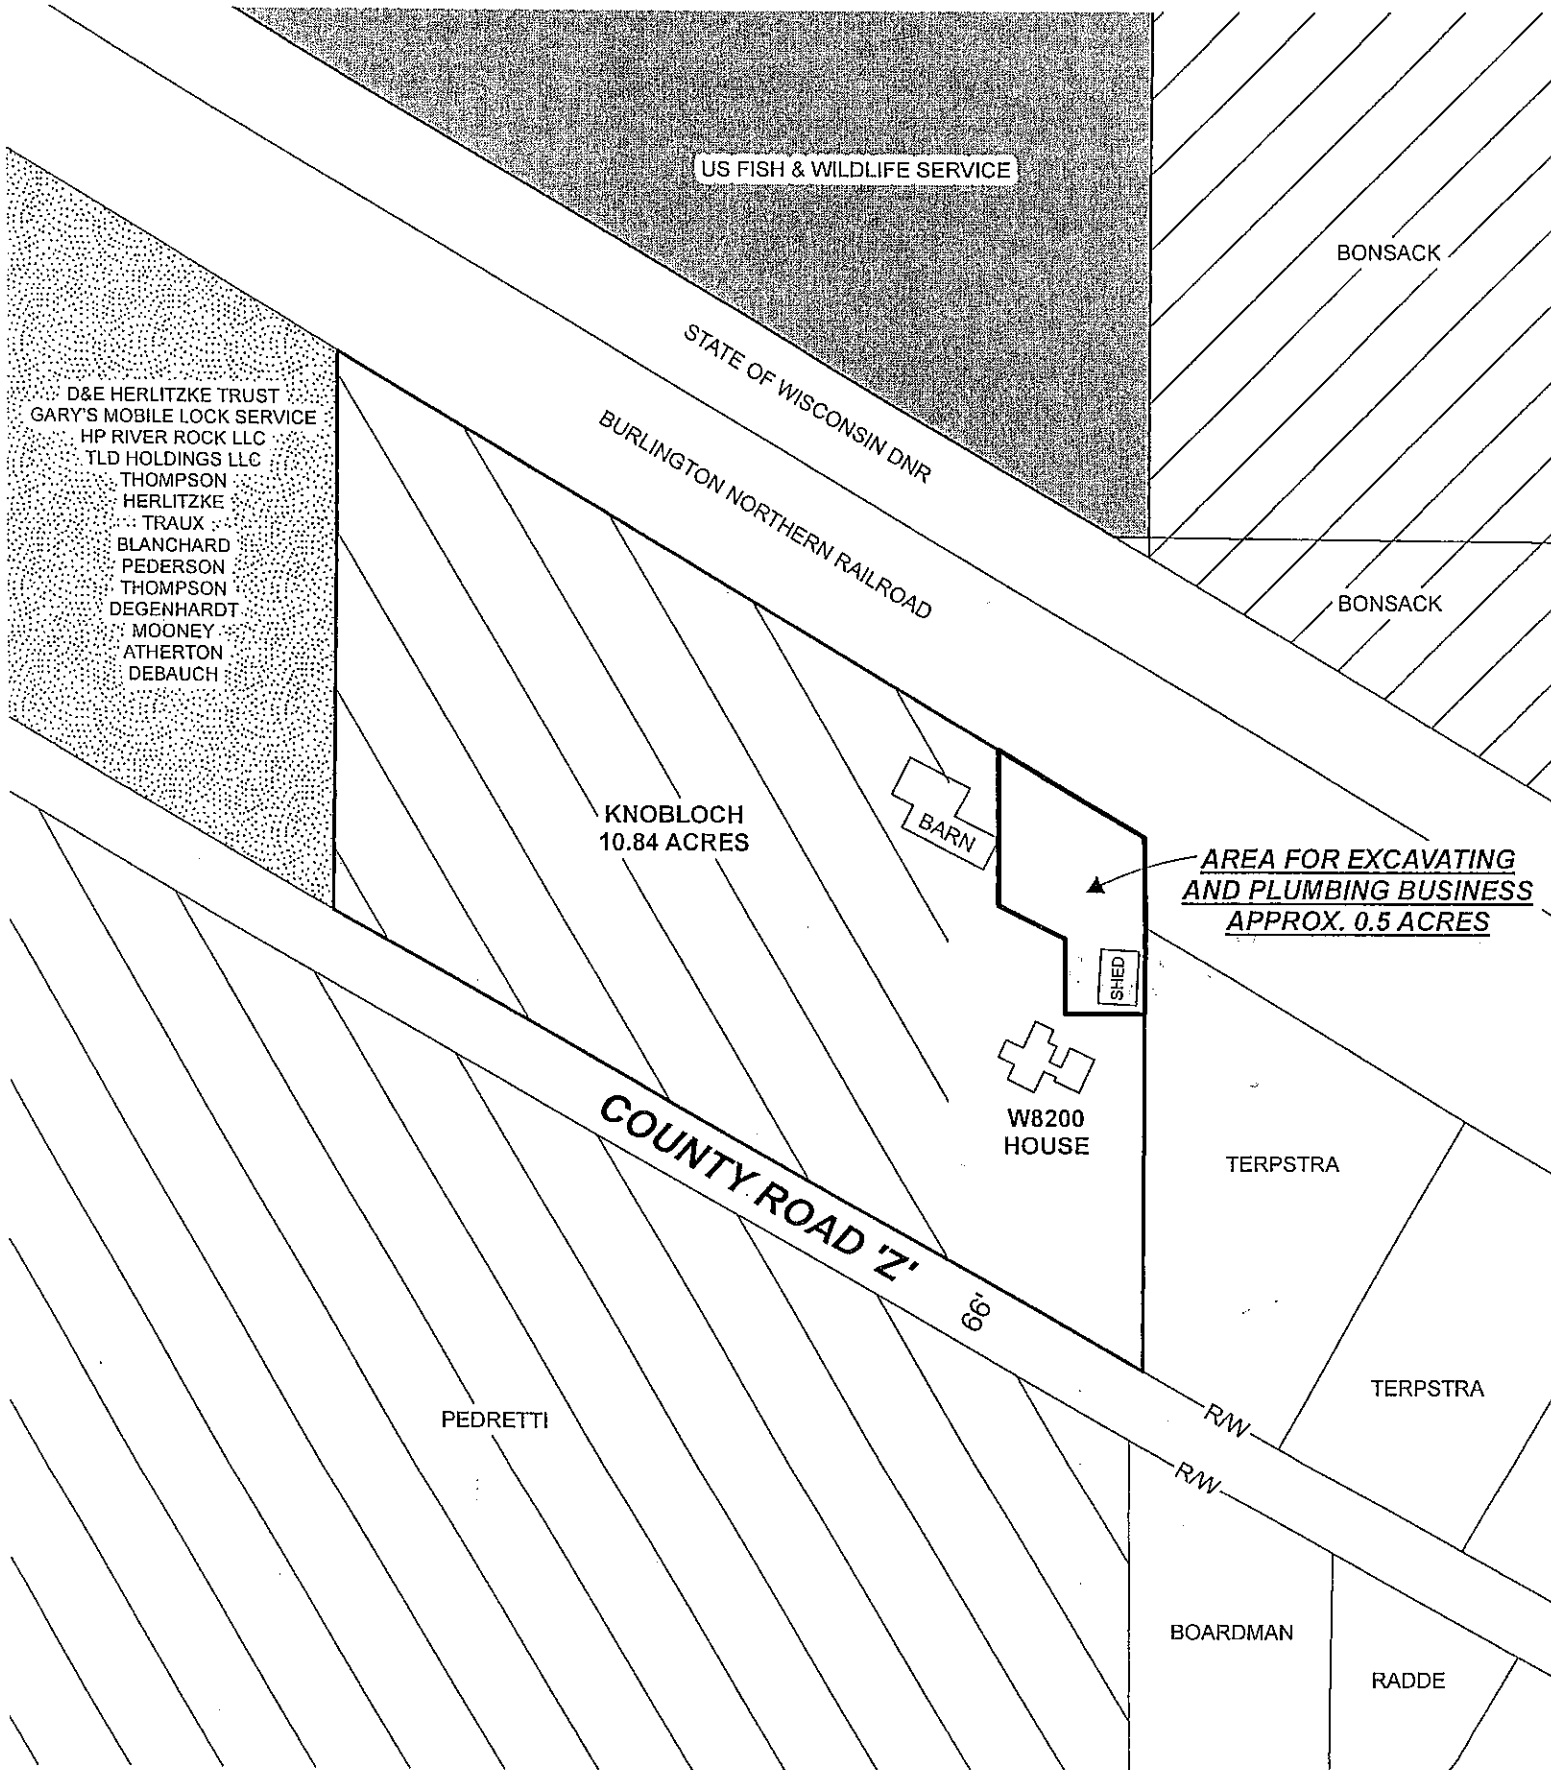 US FISH & WILDLIFE SERVICE
BONSACK
STATE OF WISCONSIN DNR
BURLINGTON NORTHERN RAILROAD
D&E HERLITZKE TRUST
GARY'S MOBILE LOCK SERVICE
HP RIVER ROCK LLC
TLD HOLDINGS LLC
THOMPSON
HERLITZKE
TRAUX
BLANCHARD
PEDERSON
THOMPSON
DEGENHARDT
MOONEY
ATHERTON
DEBAUCH
BONSACK
KNOBLOCH
10.84 ACRES
BARN
AREA FOR EXCAVATING
AND PLUMBING BUSINESS
APPROX. 0.5 ACRES
SHED
W8200
HOUSE
TERPSTRA
COUNTY ROAD 'Z'
66'
TERPSTRA
PEDRETTI
R/W
R/W
BOARDMAN
RADDE